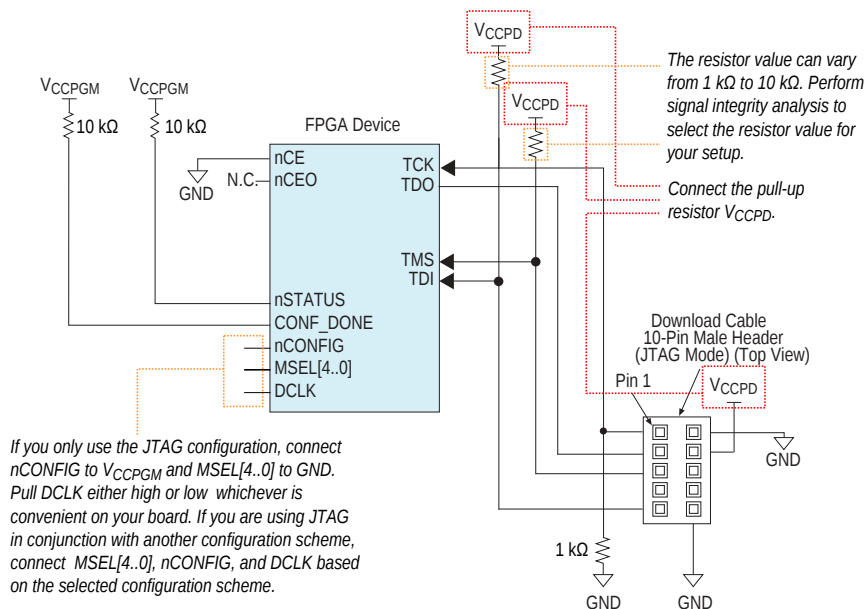 VCCPD
The resistor value can vary
from 1 kΩ to 10 kΩ. Perform
signal integrity analysis to
select the resistor value for
your setup.
VCCPGM
VCCPGM
VCCPD
10 kΩ
10 kΩ
FPGA Device
nCE
GND
N.C.
nCEO
TCK
TDO
Connect the pull-up
resistor VCCPD.
TMS
TDI
nSTATUS
CONF_DONE
nCONFIG
MSEL[4..0]
DCLK
Download Cable
10-Pin Male Header
(JTAG Mode) (Top View)
Pin 1
VCCPD
GND
If you only use the JTAG configuration, connect
nCONFIG to VCCPGM and MSEL[4..0] to GND.
Pull DCLK either high or low whichever is
convenient on your board. If you are using JTAG
in conjunction with another configuration scheme,
connect MSEL[4..0], nCONFIG, and DCLK based
on the selected configuration scheme.
1 kΩ
GND
GND